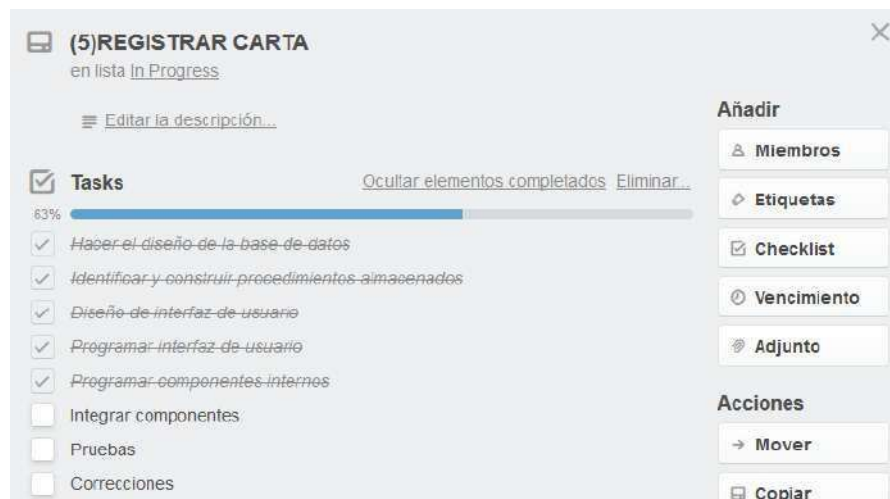 (5)REGISTRAR CARTA
en lista In Progress
Editar la descripción...
Tasks
Ocultar elementos completados Eliminar...
63%
Hacer el diseño de la base de datos
Identificar y construir procedimientos almacenados
Diseño de interfaz de usuario
Programar interfaz de usuario
Programar componentes internos
Integrar componentes
Pruebas
Correcciones
Añadir
Miembros
Etiquetas
Checklist
Vencimiento
Adjunto
Acciones
Mover
Copiar